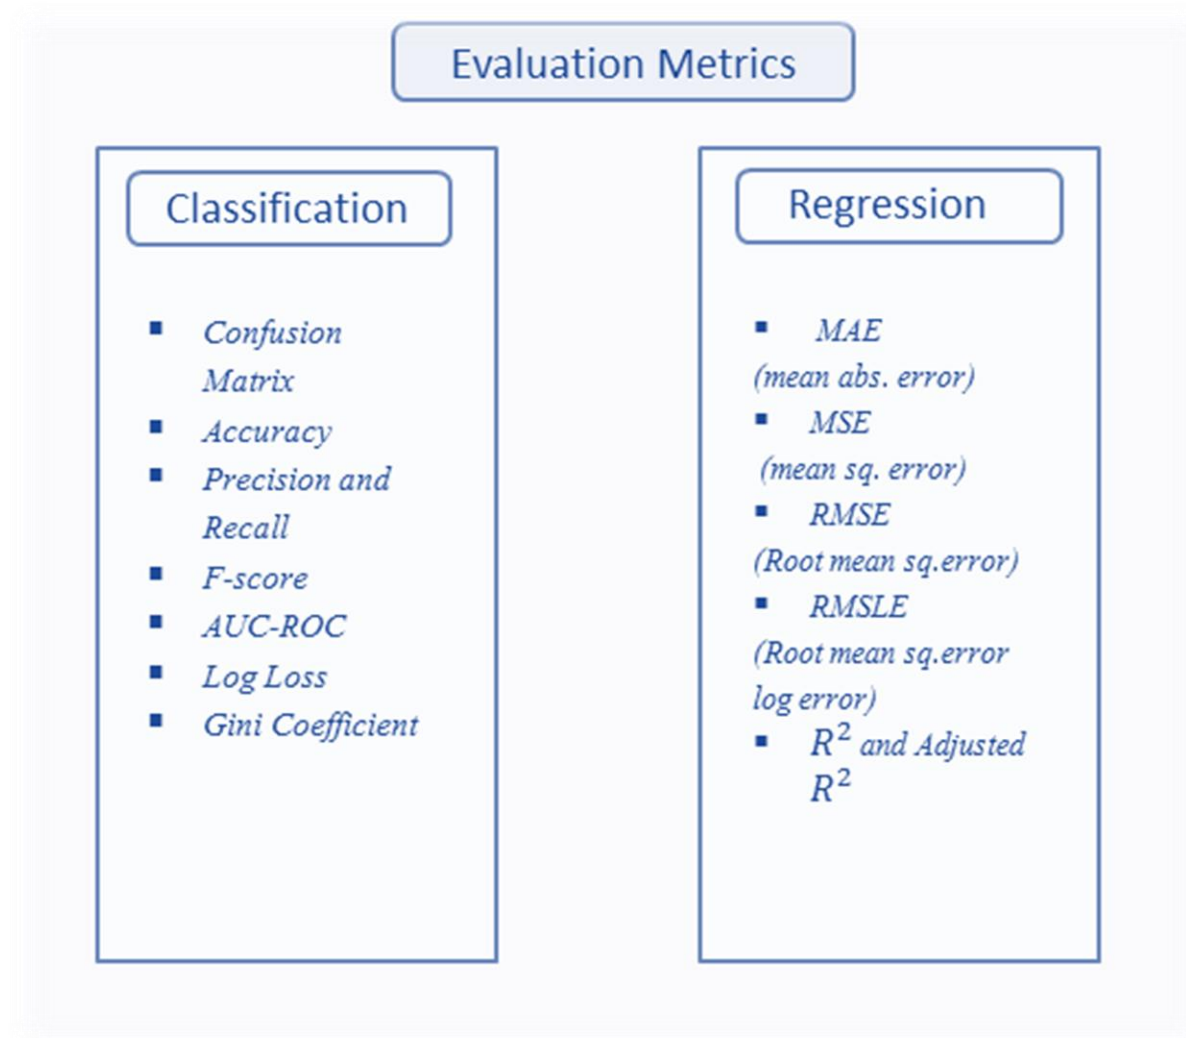 Evaluation Metrics
Classification
▪ Confusion
Matrix
▪ Accuracy
▪ Precision and
Recall
▪ F-score
▪ AUC-ROC
▪ Log Loss
▪ Gini Coefficient
Regression
▪ MAE
(mean abs. error)
▪ MSE
(mean sq. error)
▪ RMSE
(Root mean sq.error)
▪ RMSLE
(Root mean sq.error
log error)
▪ R² and Adjusted
R²